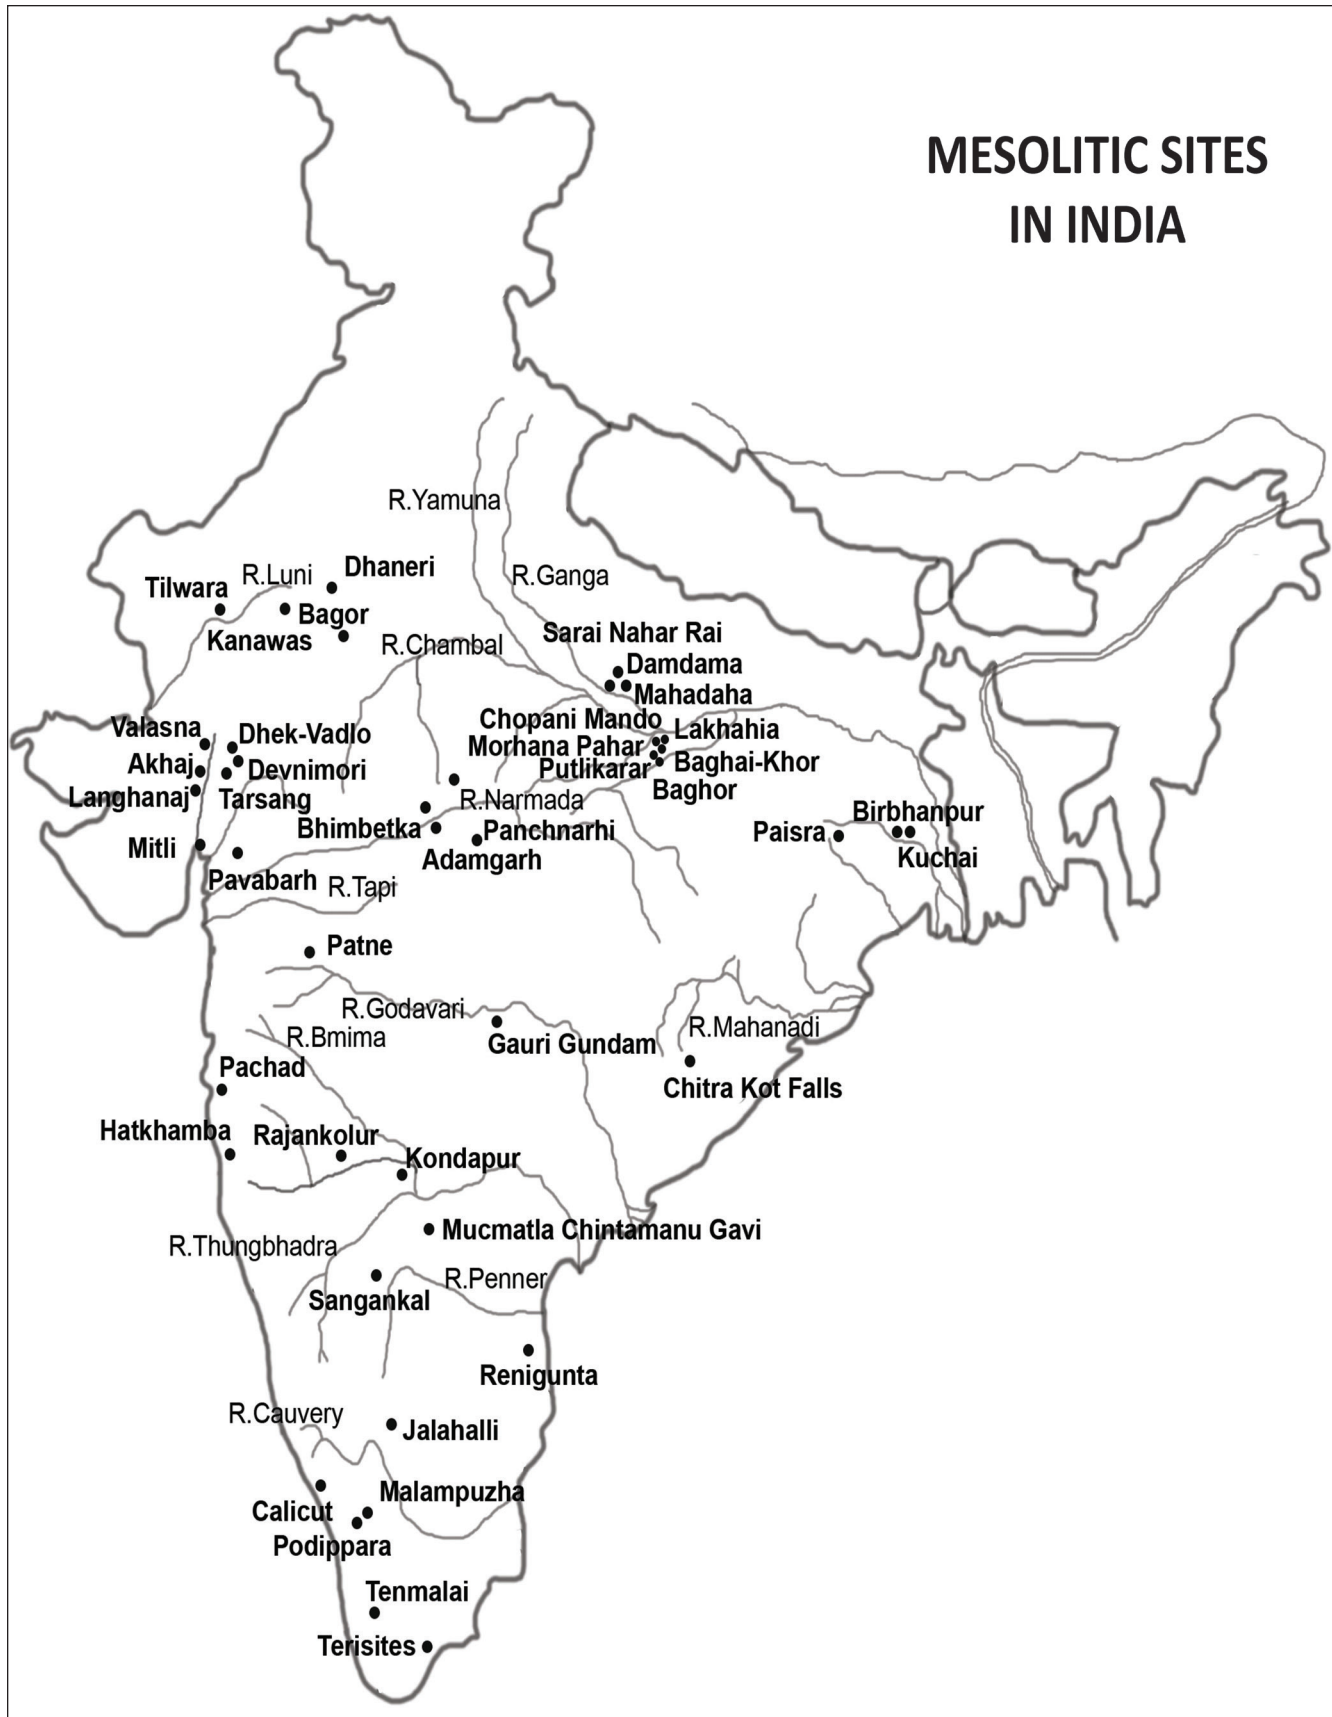 MESOLITIC SITES
IN INDIA
R.Yamuna
R.Luni
Dhaneri
Tilwara
R.Ganga
Bagor
Kanawas
R.Chambal
Sarai Nahar Rai
Damdama
Mahadaha
Valasna
Dhek-Vadlo
Chopani Mando
Lakhahia
Akhaj
Devnimori
Morhana Pahar
Baghai-Khor
Langhanaj
Tarsang
Putlikarar
Baghor
R.Narmada
Mitli
Bhimbetka
Panchnarhi
Paisra
Birbhanpur
Adamgarh
Kuchai
Pavabarh
R.Tapi
Patne
R.Godavari
R.Bmima
Gauri Gundam
R.Mahanadi
Pachad
Chitra Kot Falls
Hatkhamba
Rajankolur
Kondapur
Mucmatla Chintamanu Gavi
R.Thungbhadra
R.Penner
Sangankal
Renigunta
R.Cauvery
Jalahalli
Malampuzha
Calicut
Podippara
Tenmalai
Terisites